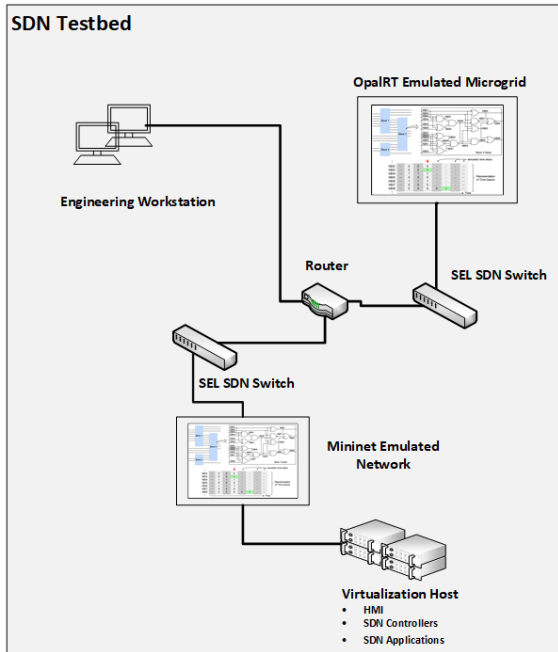 SDN Testbed
OpalRT Emulated Microgrid
Engineering Workstation
Router
SEL SDN Switch
SEL SDN Switch
Mininet Emulated
Network
Virtualization Host
• HMI
• SDN Controllers
• SDN Applications